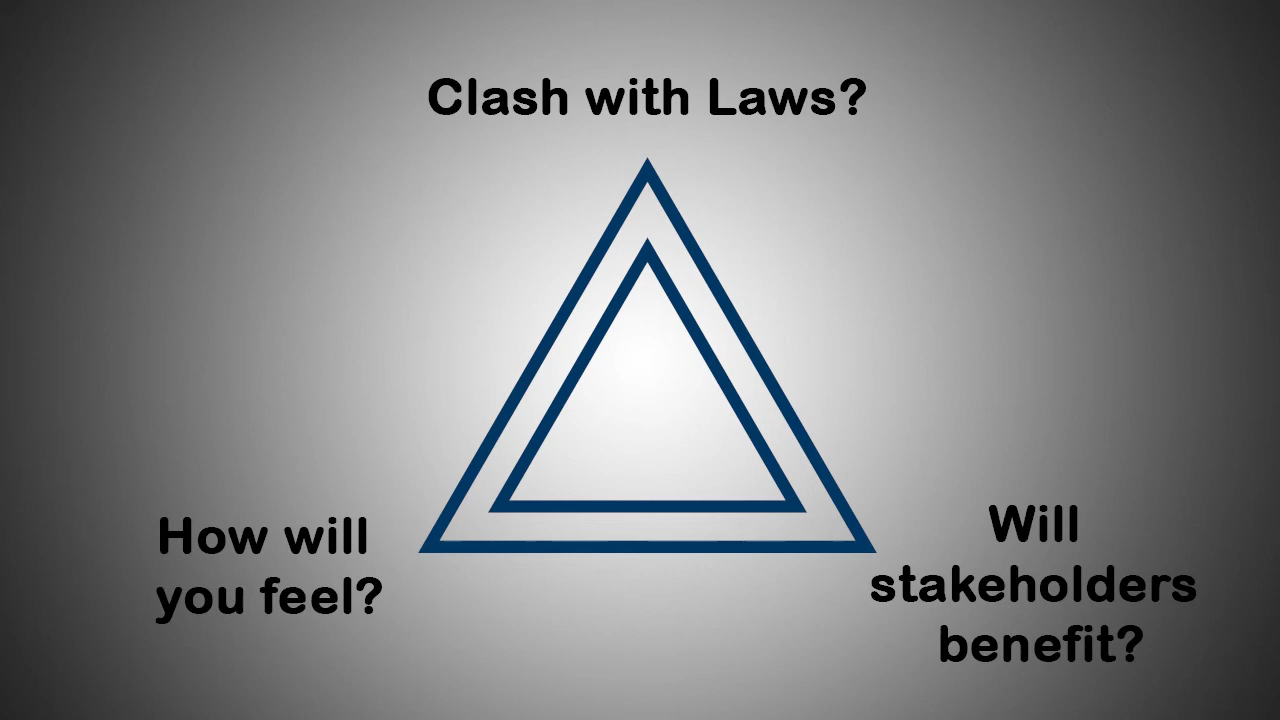 Clash with Laws?
How will
you feel?
Will
stakeholders
benefit?